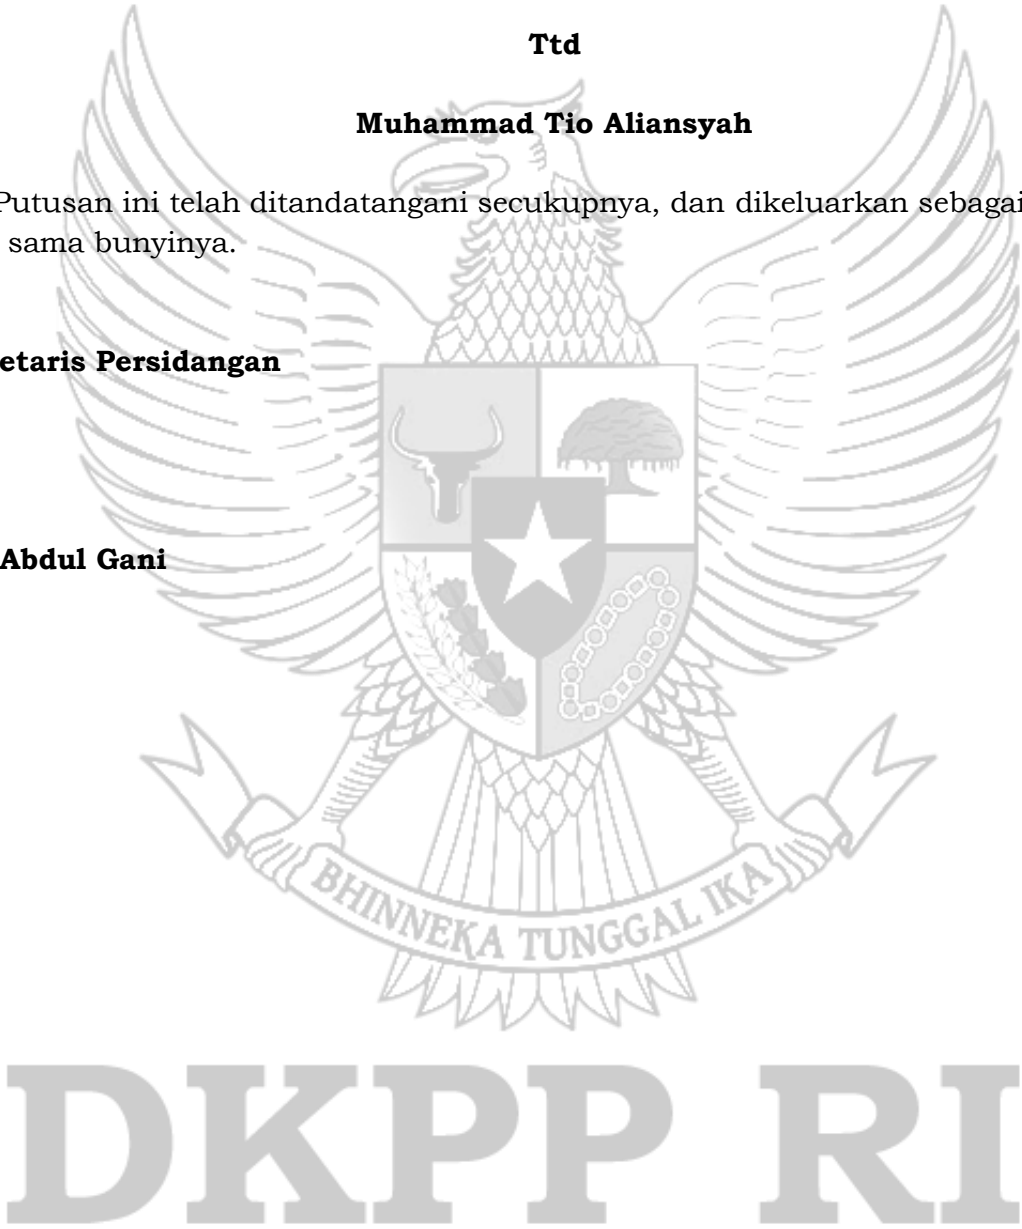 Ttd
Muhammad Tio Aliansyah
Putusan ini telah ditandatangani secukupnya, dan dikeluarkan sebagai
sama bunyinya.
etaris Persidangan
Abdul Gani
BHINNEKA TUNGGAL IKA
DKPP RI